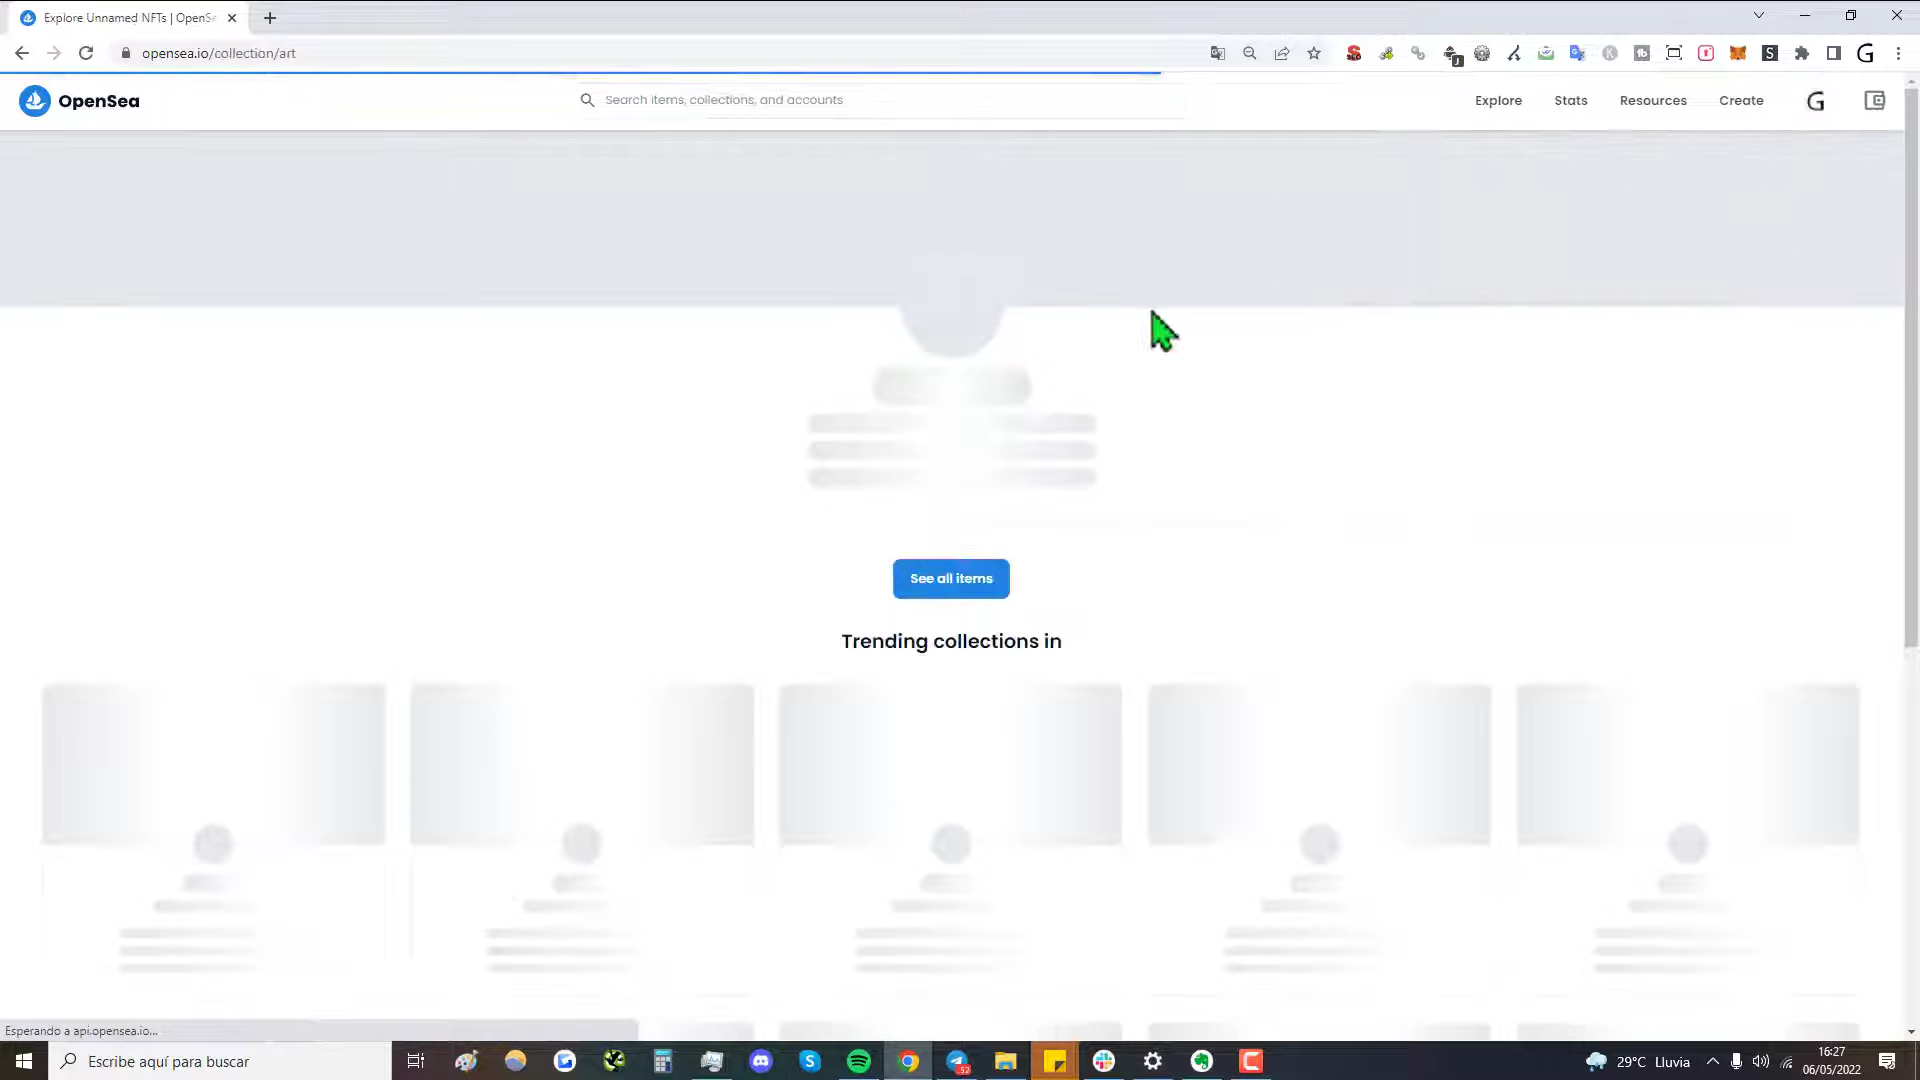 Explore Unnamed NFTs | OpenSe
opensea.io/collection/art
OpenSea
Search items, collections, and accounts
Explore
Stats
Resources
Create
See all items
Trending collections in
Esperando a api.opensea.io...
Escribe aquí para buscar
52
29°C Lluvia
16:27
06/05/2022